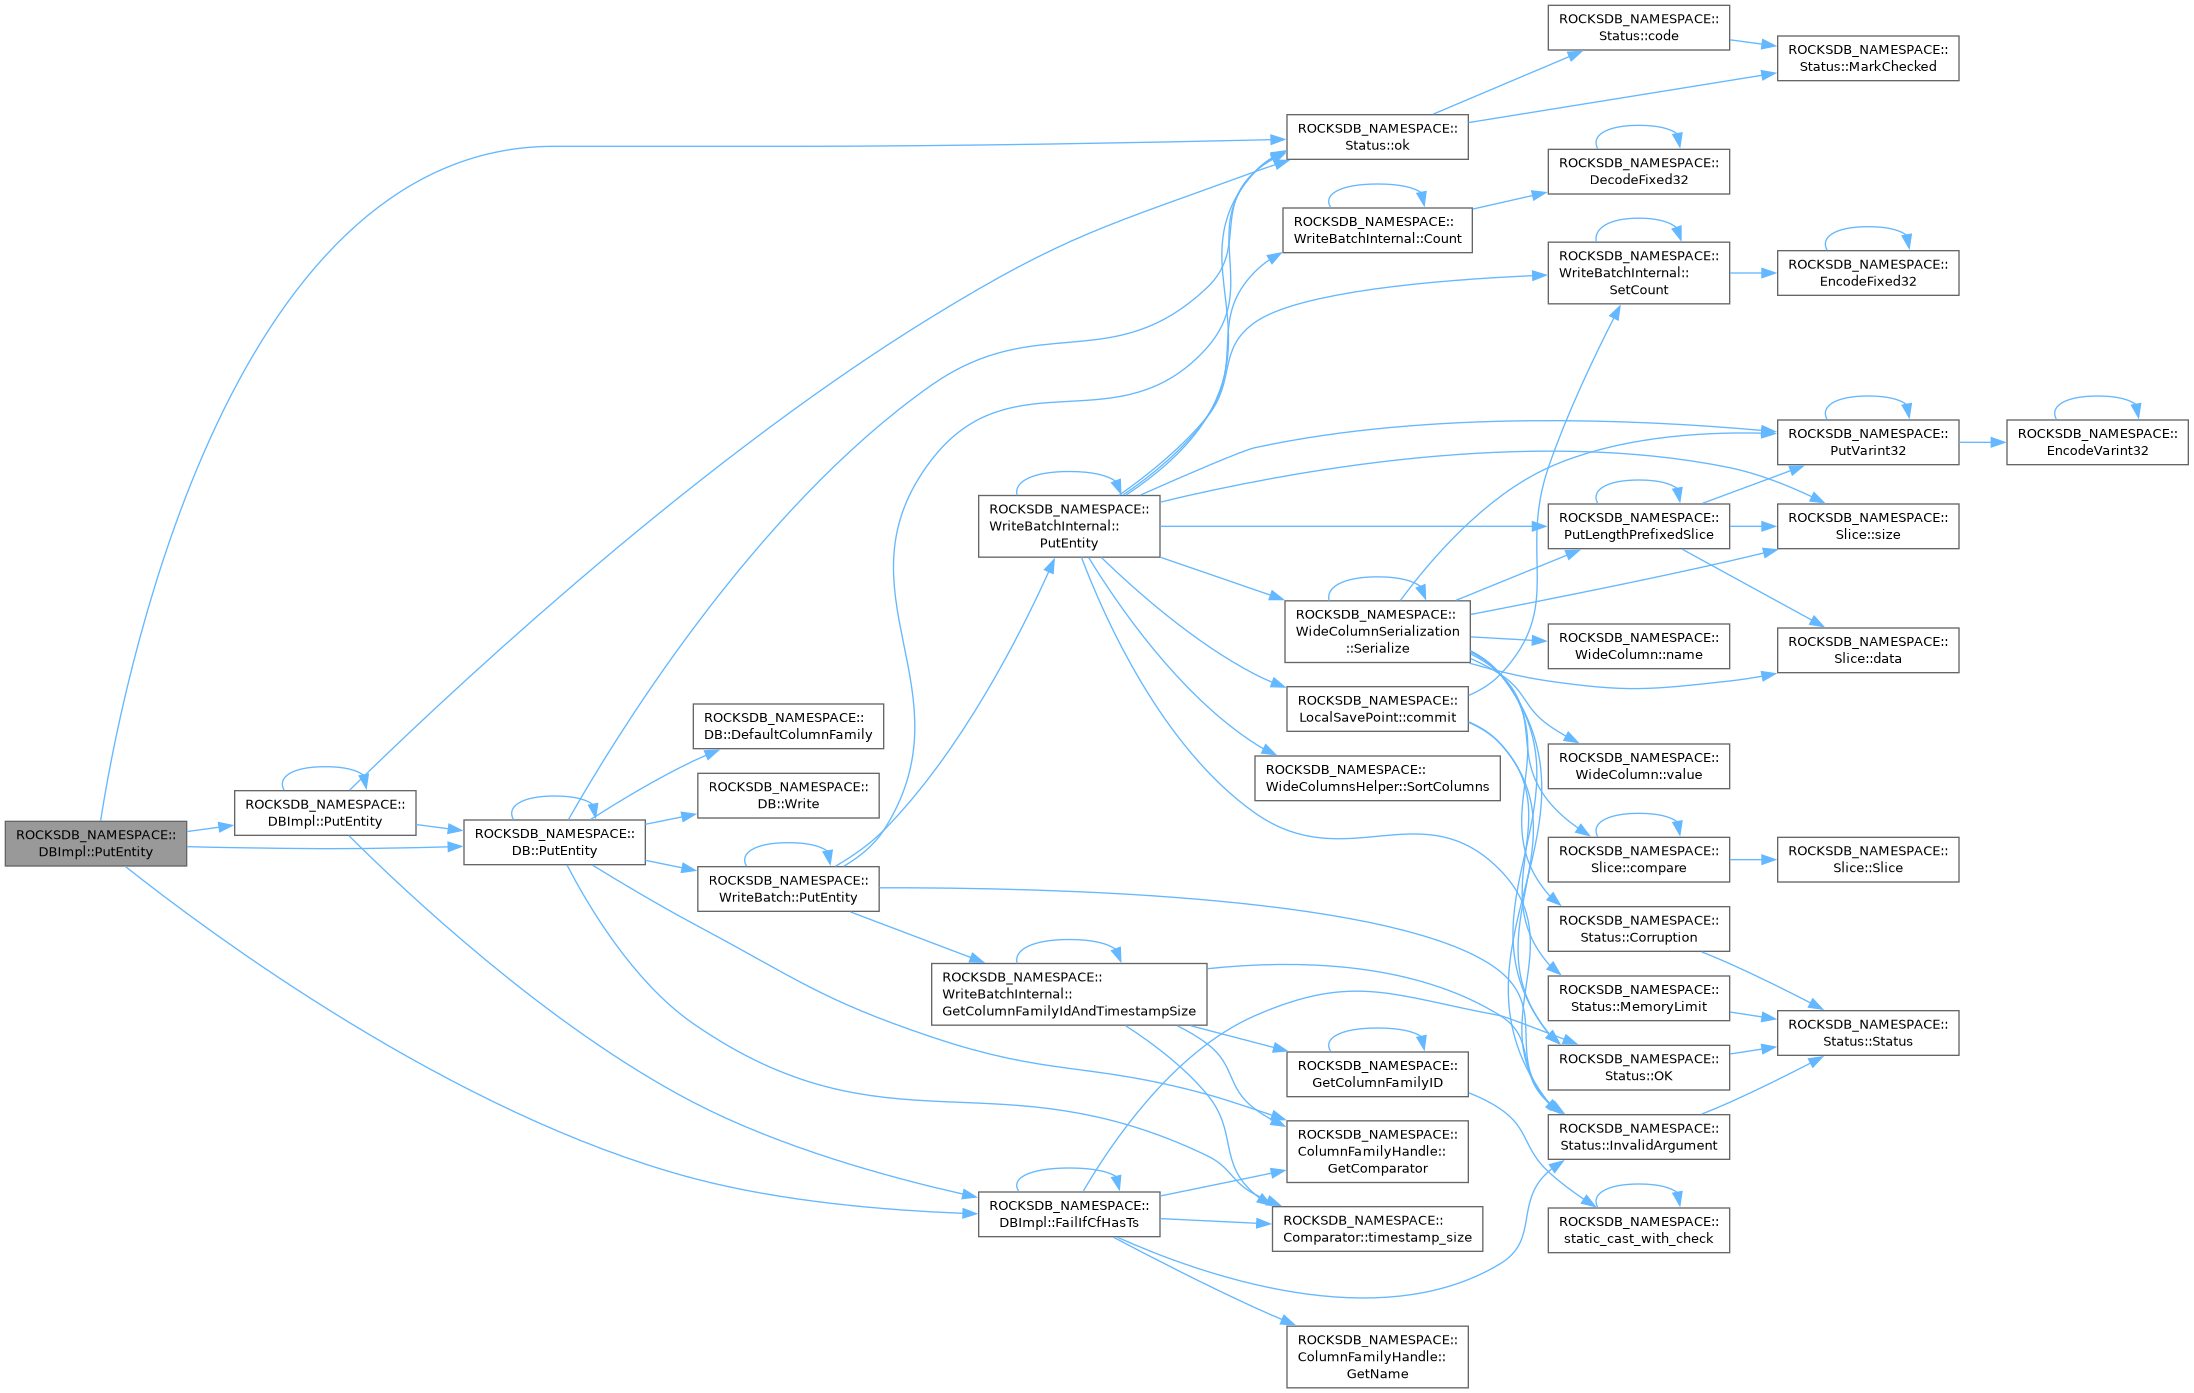 ROCKSDB_NAMESPACE::
DBImpl::PutEntity
ROCKSDB_NAMESPACE::
DBImpl::PutEntity
ROCKSDB_NAMESPACE::
DB::PutEntity
ROCKSDB_NAMESPACE::
DB::DefaultColumnFamily
ROCKSDB_NAMESPACE::
DB::Write
ROCKSDB_NAMESPACE::
WriteBatch::PutEntity
ROCKSDB_NAMESPACE::
WriteBatchInternal::
PutEntity
ROCKSDB_NAMESPACE::
WriteBatchInternal::
GetColumnFamilyIdAndTimestampSize
ROCKSDB_NAMESPACE::
DBImpl::FailIfCfHasTs
ROCKSDB_NAMESPACE::
Status::ok
ROCKSDB_NAMESPACE::
WriteBatchInternal::Count
ROCKSDB_NAMESPACE::
WideColumnSerialization
::Serialize
ROCKSDB_NAMESPACE::
LocalSavePoint::commit
ROCKSDB_NAMESPACE::
WideColumnsHelper::SortColumns
ROCKSDB_NAMESPACE::
GetColumnFamilyID
ROCKSDB_NAMESPACE::
ColumnFamilyHandle::
GetComparator
ROCKSDB_NAMESPACE::
Comparator::timestamp_size
ROCKSDB_NAMESPACE::
ColumnFamilyHandle::
GetName
ROCKSDB_NAMESPACE::
Status::code
ROCKSDB_NAMESPACE::
DecodeFixed32
ROCKSDB_NAMESPACE::
WriteBatchInternal::
SetCount
ROCKSDB_NAMESPACE::
PutLengthPrefixedSlice
ROCKSDB_NAMESPACE::
WideColumn::name
ROCKSDB_NAMESPACE::
WideColumn::value
ROCKSDB_NAMESPACE::
Slice::compare
ROCKSDB_NAMESPACE::
Status::Corruption
ROCKSDB_NAMESPACE::
Status::MemoryLimit
ROCKSDB_NAMESPACE::
Status::OK
ROCKSDB_NAMESPACE::
Status::InvalidArgument
ROCKSDB_NAMESPACE::
static_cast_with_check
ROCKSDB_NAMESPACE::
Status::MarkChecked
ROCKSDB_NAMESPACE::
EncodeFixed32
ROCKSDB_NAMESPACE::
PutVarint32
ROCKSDB_NAMESPACE::
Slice::size
ROCKSDB_NAMESPACE::
Slice::data
ROCKSDB_NAMESPACE::
Slice::Slice
ROCKSDB_NAMESPACE::
Status::Status
ROCKSDB_NAMESPACE::
EncodeVarint32